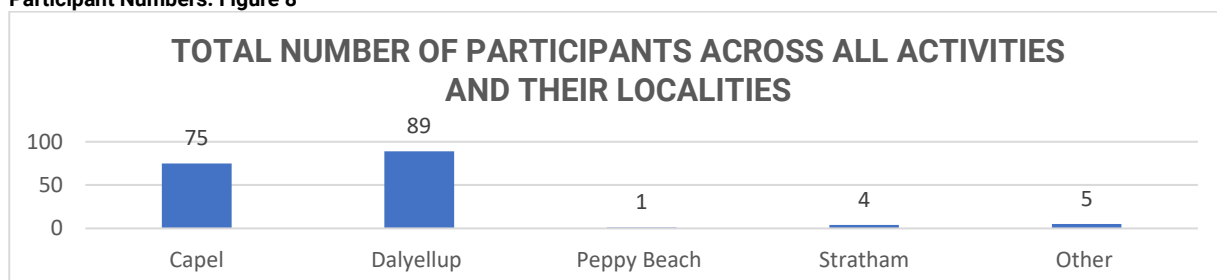 Participant Numbers: Figure 8
TOTAL NUMBER OF PARTICIPANTS ACROSS ALL ACTIVITIES
AND THEIR LOCALITIES
100
50
0
75
89
1
4
5
Capel
Dalyellup
Peppy Beach
Stratham
Other